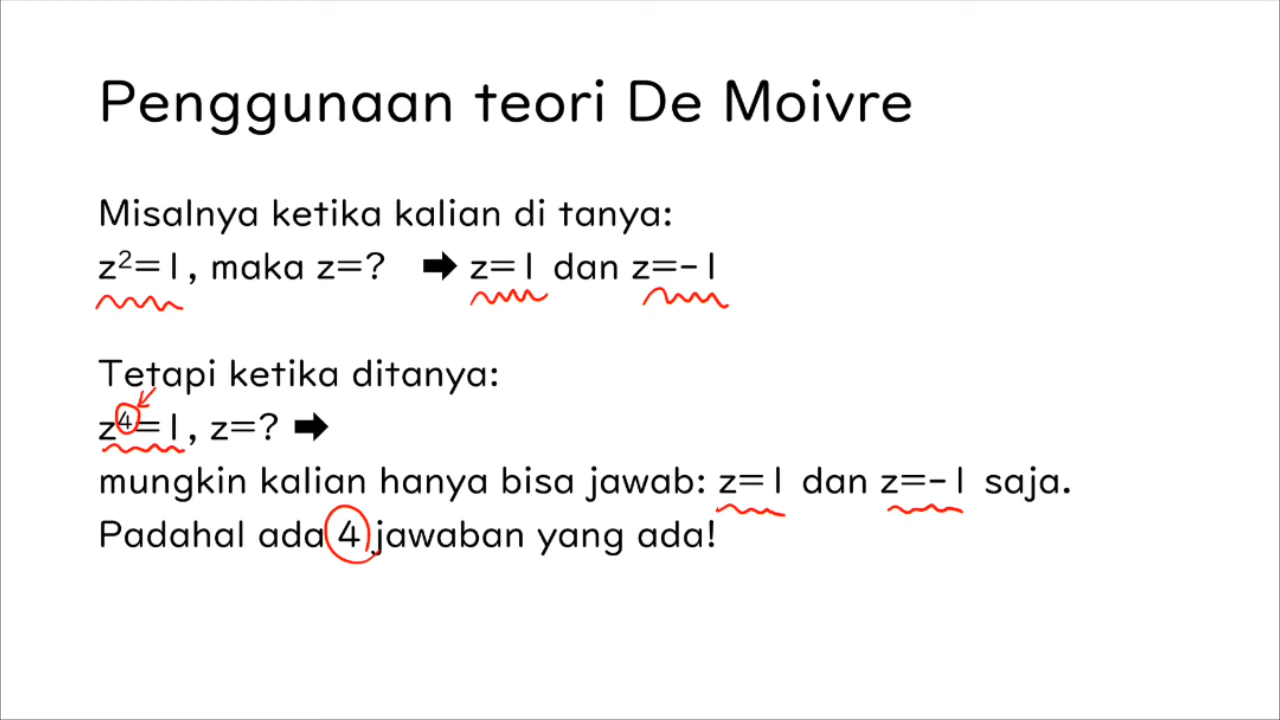 Penggunaan teori De Moivre
Misalnya ketika kalian di tanya:
z²=1, maka z=? ➡ z=1 dan z=-1
Tetapi ketika ditanya:
z⁴=1, z=? ➡
mungkin kalian hanya bisa jawab: z=1 dan z=-1 saja.
Padahal ada 4 jawaban yang ada!